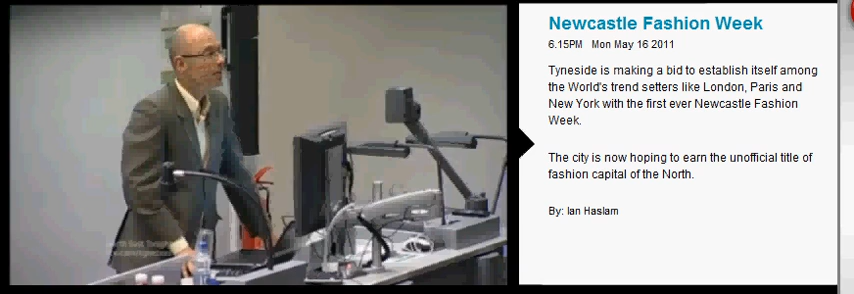 Newcastle Fashion Week
6.15PM Mon May 16 2011
Tyneside is making a bid to establish itself among
the World's trend setters like London, Paris and
New York with the first ever Newcastle Fashion
Week.
The city is now hoping to earn the unofficial title of
fashion capital of the North.
By: Ian Haslam